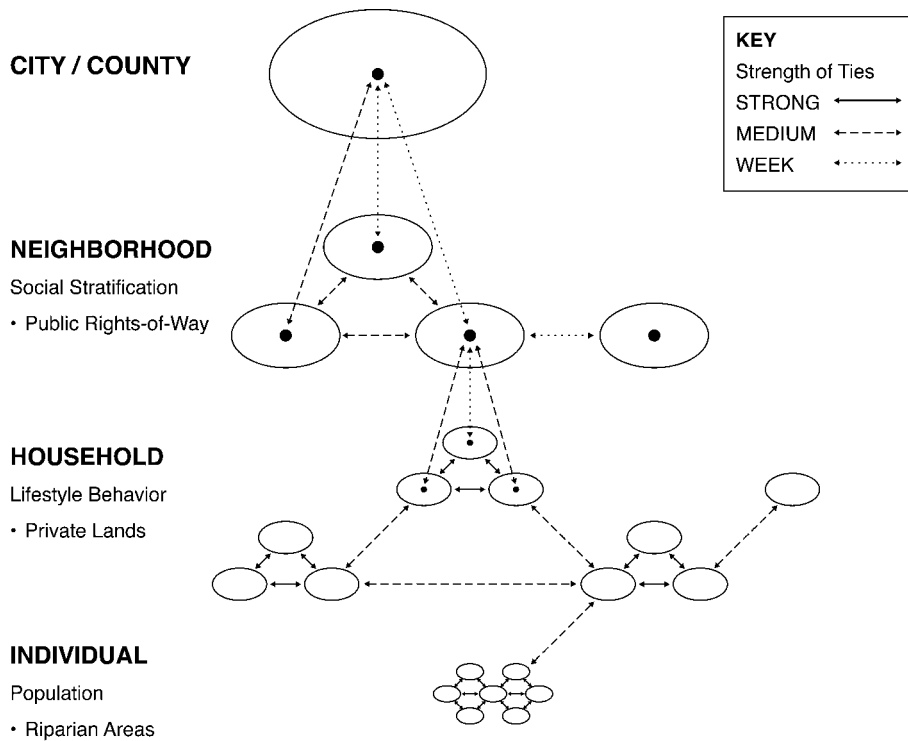 CITY / COUNTY
NEIGHBORHOOD
Social Stratification
• Public Rights-of-Way
HOUSEHOLD
Lifestyle Behavior
• Private Lands
INDIVIDUAL
Population
• Riparian Areas
KEY
Strength of Ties
STRONG
MEDIUM
WEEK